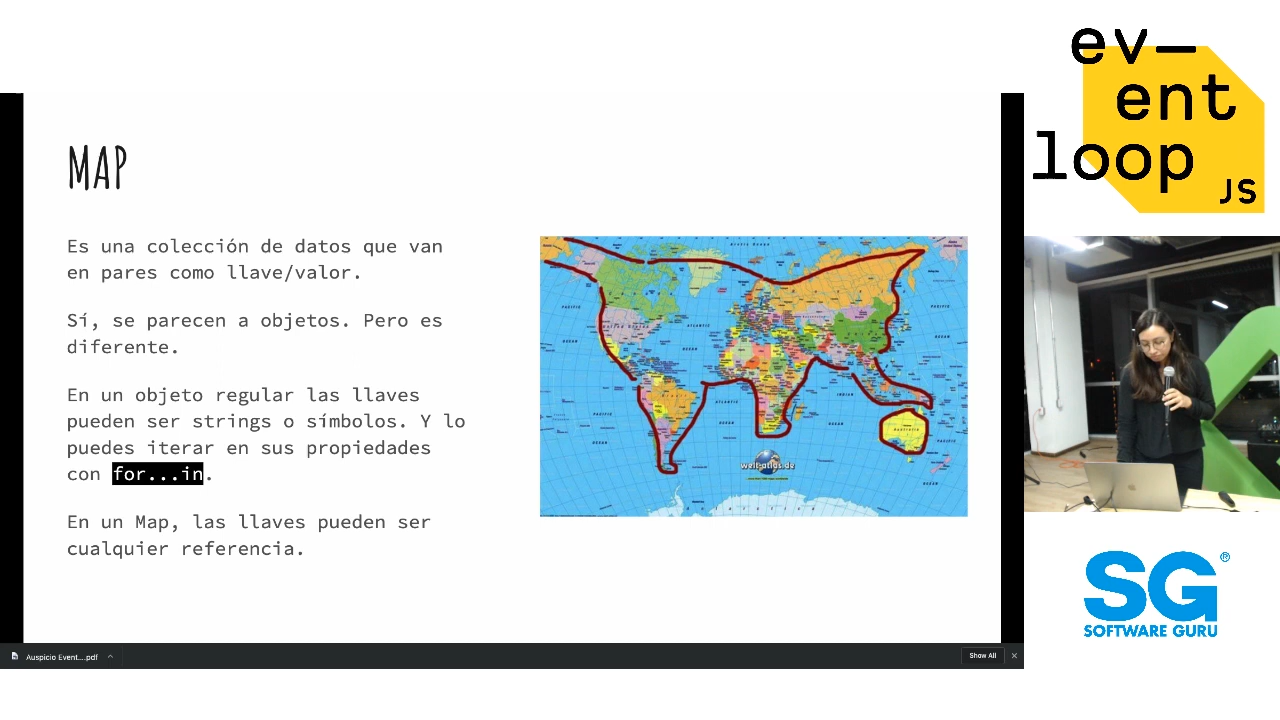 MAP
Es una colección de datos que van
en pares como llave/valor.
Sí, se parecen a objetos. Pero es
diferente.
En un objeto regular las llaves
pueden ser strings o símbolos. Y lo
puedes iterar en sus propiedades
con for...in.
En un Map, las llaves pueden ser
cualquier referencia.
welt-atlas.de
Auspicio Event....pdf
Show All
ev—
ent
loop
JS
SG®
SOFTWARE GURU